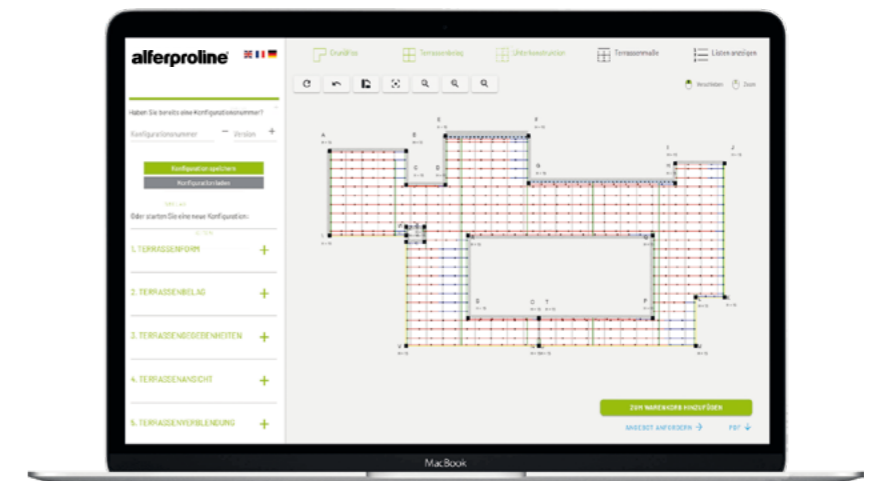 alferproline
Grundriss
Terrassenbelag
Unterkonstruktion
Terrassenmaße
Listen anzeigen
Verschieben
Zoom
Haben Sie bereits eine Konfigurationsnummer?
Konfigurationsnummer – Version +
Konfiguration speichern
Konfiguration laden
Oder starten Sie eine neue Konfiguration:
1. TERRASSENFORM +
2. TERRASSENBELAG +
3. TERRASSENGEGEBENHEITEN +
4. TERRASSENANSICHT +
5. TERRASSENVERBLENDUNG +
A
B
C
D
E
F
G
H
I
J
S
O T
P
V
ZUM WARENKORB HINZUFÜGEN
ANGEBOT ANFORDERN →
PDF ↓
MacBook